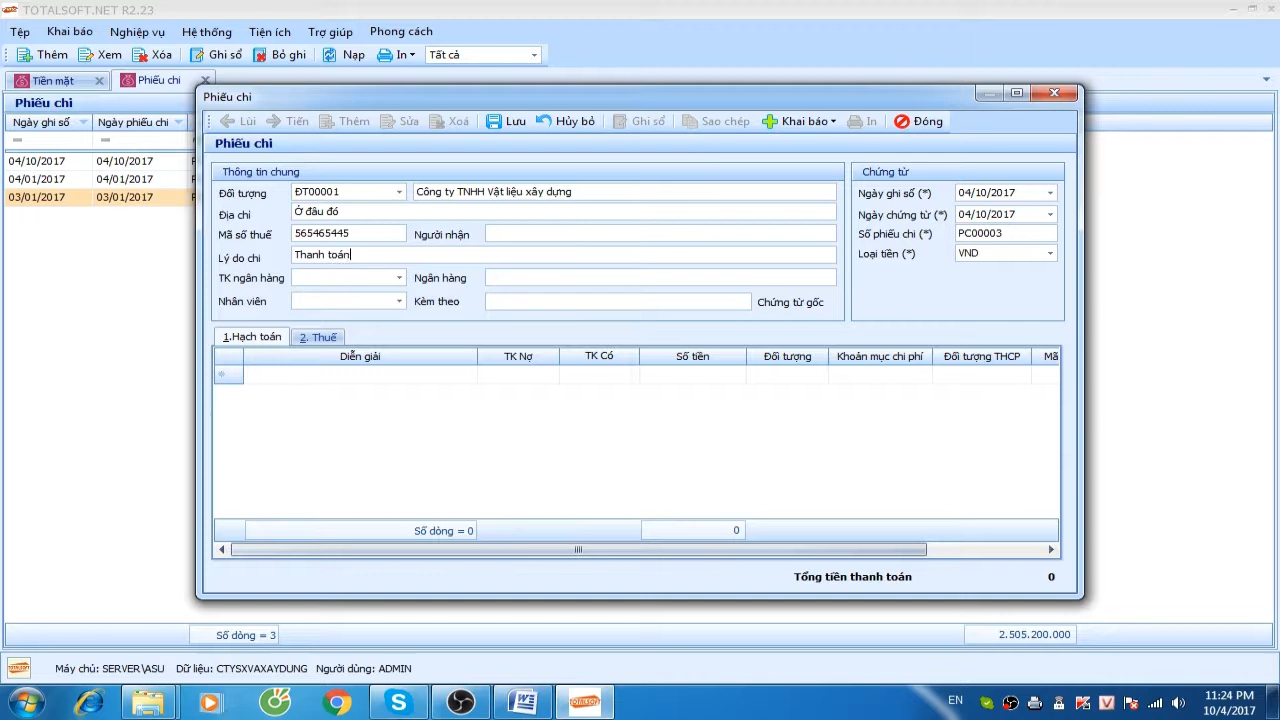 TOTALSOFT.NET R2.23
Tệp Khai báo Nghiệp vụ Hệ thống Tiện ích Trợ giúp Phong cách
Thêm Xem Xóa Ghi sổ Bỏ ghi Nạp In Tất cả
Tiền mặt Phiếu chi
Phiếu chi
Ngày ghi sổ Ngày phiếu chi
04/10/2017 04/10/2017
04/01/2017 04/01/2017
03/01/2017 03/01/2017
Phiếu chi
Lùi Tiến Thêm Sửa Xoá Lưu Hủy bỏ Ghi sổ Sao chép Khai báo In Đóng
Phiếu chi
Thông tin chung
Đối tượng ĐT00001 Công ty TNHH Vật liệu xây dựng
Địa chỉ Ở đâu đó
Mã số thuế 565465445 Người nhận
Lý do chi Thanh toán
TK ngân hàng Ngân hàng
Nhân viên Kèm theo Chứng từ gốc
Chứng từ
Ngày ghi sổ (*) 04/10/2017
Ngày chứng từ (*) 04/10/2017
Số phiếu chi (*) PC00003
Loại tiền (*) VND
1.Hạch toán 2. Thuế
Diễn giải TK Nợ TK Có Số tiền Đối tượng Khoản mục chi phí Đối tượng THCP Mã
Số dòng = 0 0
Tổng tiền thanh toán 0
Số dòng = 3 2.505.200.000
Máy chủ: SERVER\ASU Dữ liệu: CTYSXVAXAYDUNG Người dùng: ADMIN
EN 11:24 PM
10/4/2017